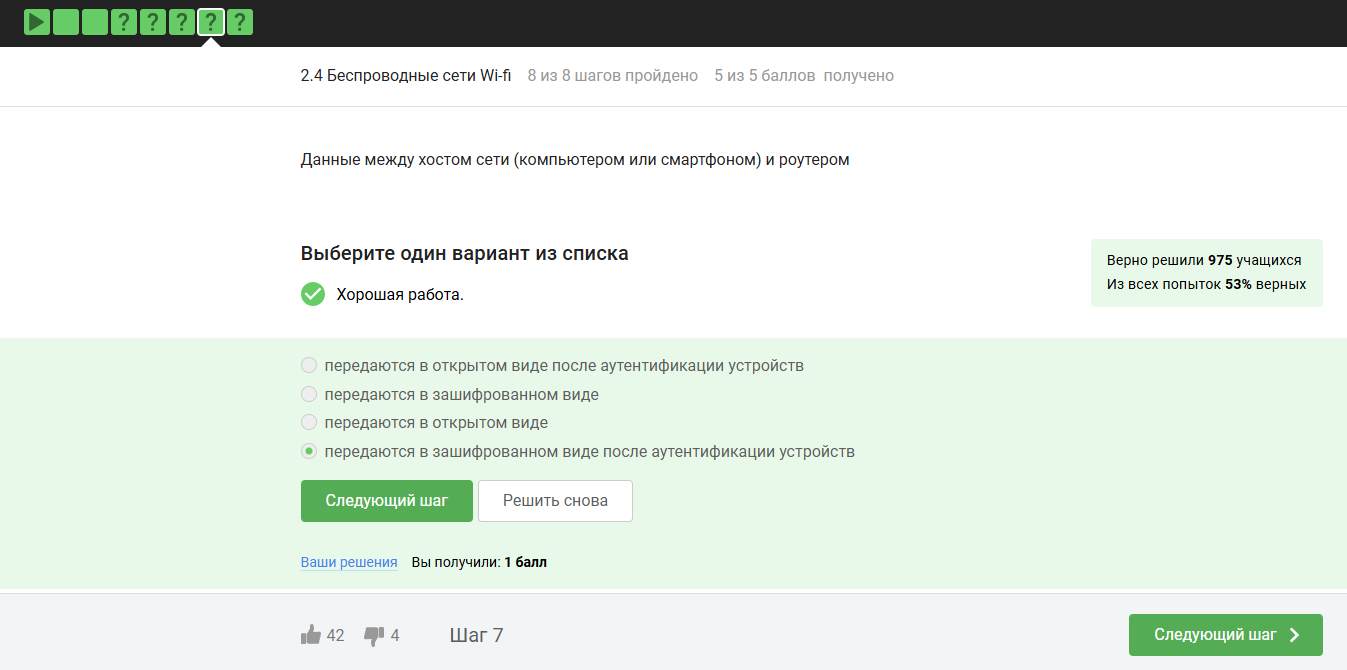 ? ? ? ? ?
2.4 Беспроводные сети Wi-fi 8 из 8 шагов пройдено 5 из 5 баллов получено
Данные между хостом сети (компьютером или смартфоном) и роутером
Выберите один вариант из списка
Хорошая работа.
Верно решили 975 учащихся
Из всех попыток 53% верных
передаются в открытом виде после аутентификации устройств
передаются в зашифрованном виде
передаются в открытом виде
передаются в зашифрованном виде после аутентификации устройств
Следующий шаг Решить снова
Ваши решения Вы получили: 1 балл
42 4 Шаг 7 Следующий шаг